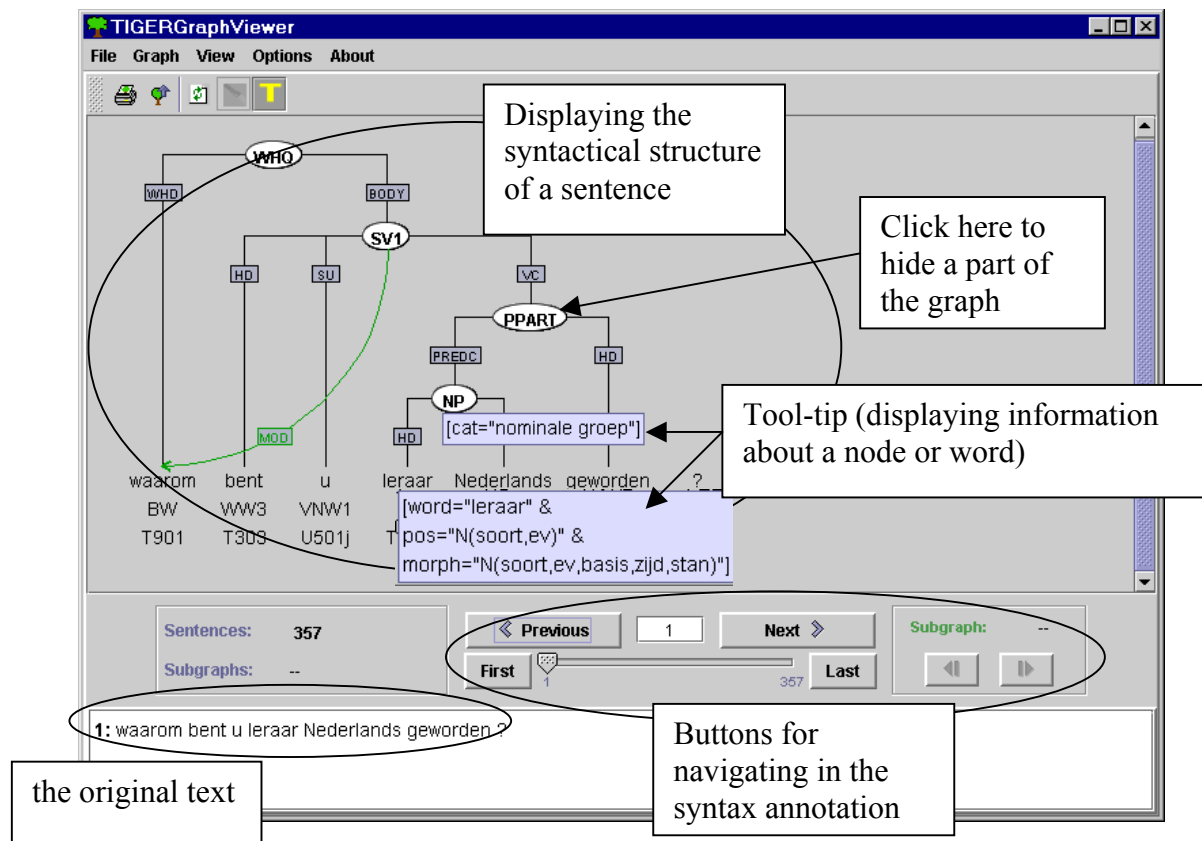 TIGERGraphViewer
File Graph View Options About
T
Displaying the
syntactical structure
of a sentence
Click here to
hide a part of
the graph
WHQ
WHD
BODY
SV1
HD
SU
VC
PPART
PREDC
HD
NP
HD
[cat="nominale groep"]
MOD
Tool-tip (displaying information
about a node or word)
waarom bent u leraar Nederlands geworden ?
BW WW3 VNW1
T901 T303 U501j
[word="leraar" &
pos="N(soort,ev)" &
morph="N(soort,ev,basis,zijd,stan)"]
Sentences: 357
Subgraphs: --
Previous 1 Next
First 1 357 Last
Subgraph: --
1: waarom bent u leraar Nederlands geworden ?
the original text
Buttons for
navigating in the
syntax annotation